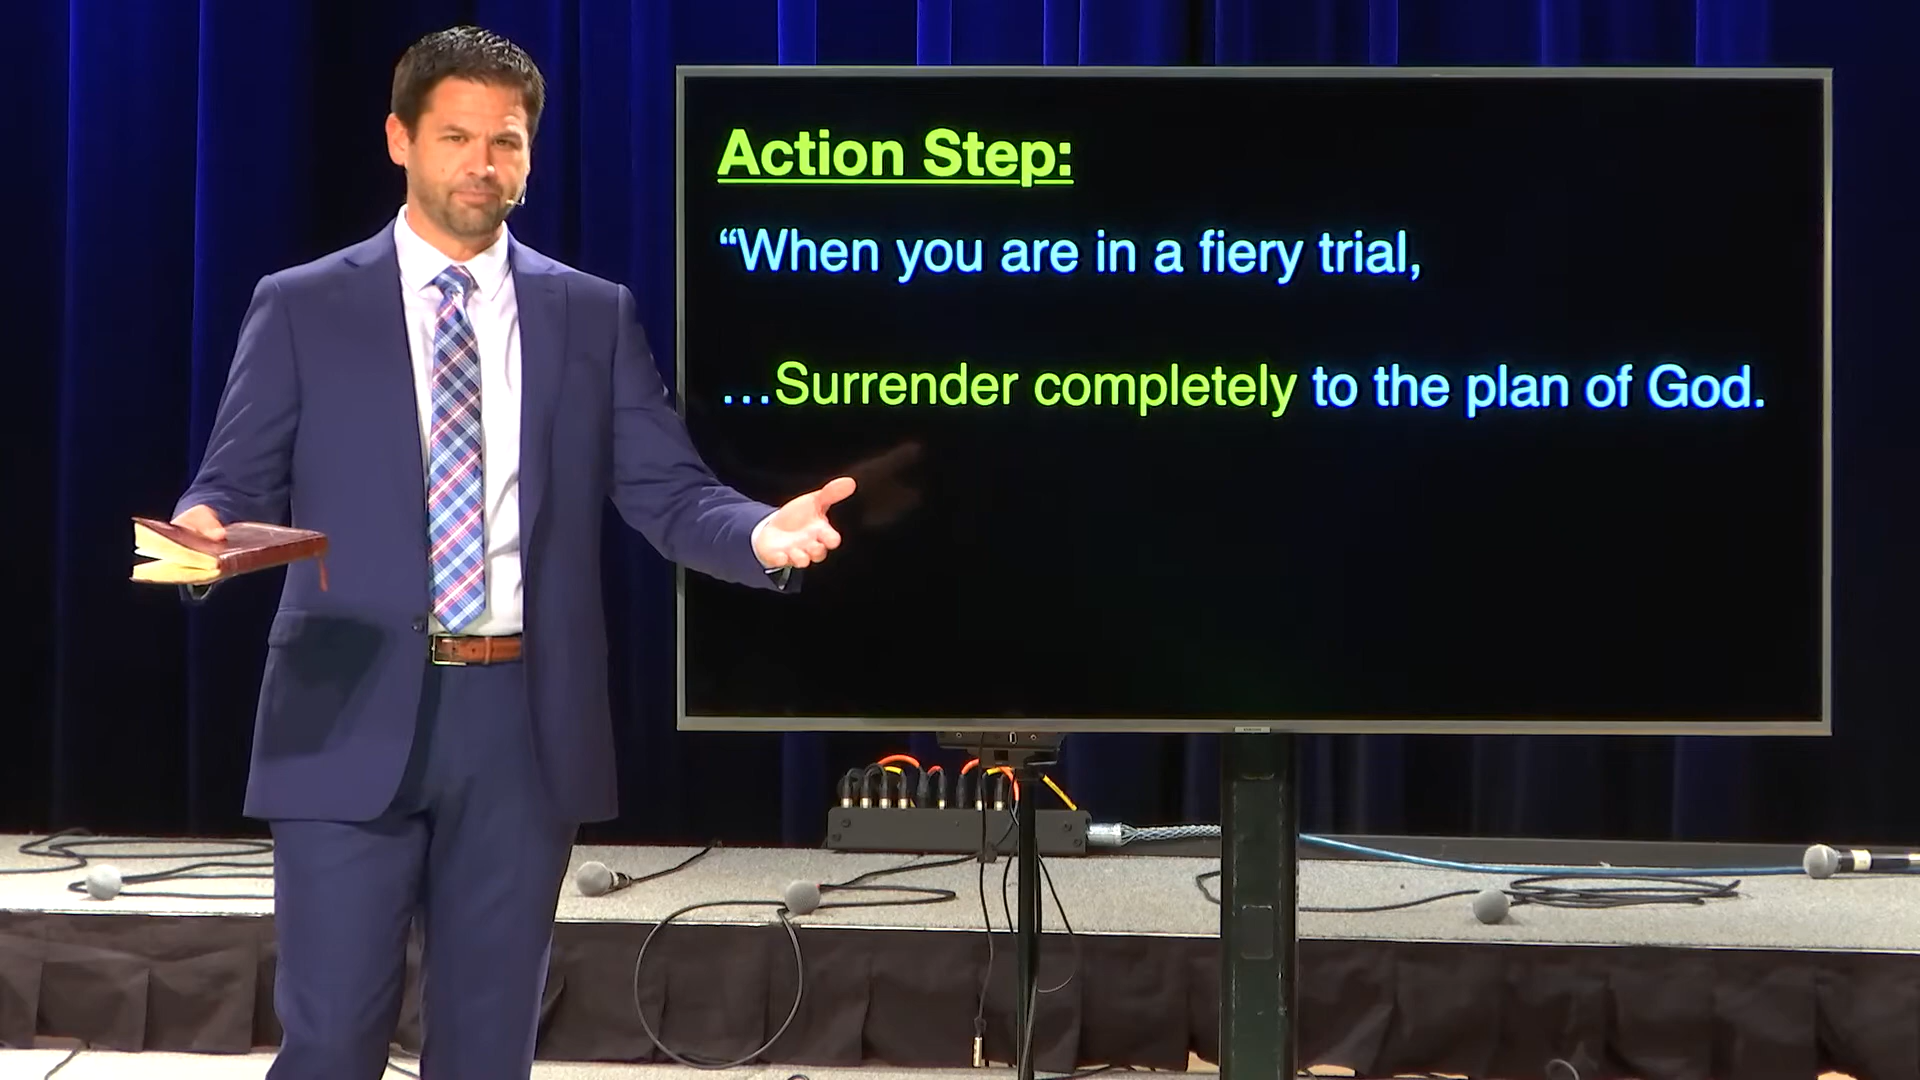 Action Step:
“When you are in a fiery trial,
…Surrender completely to the plan of God.